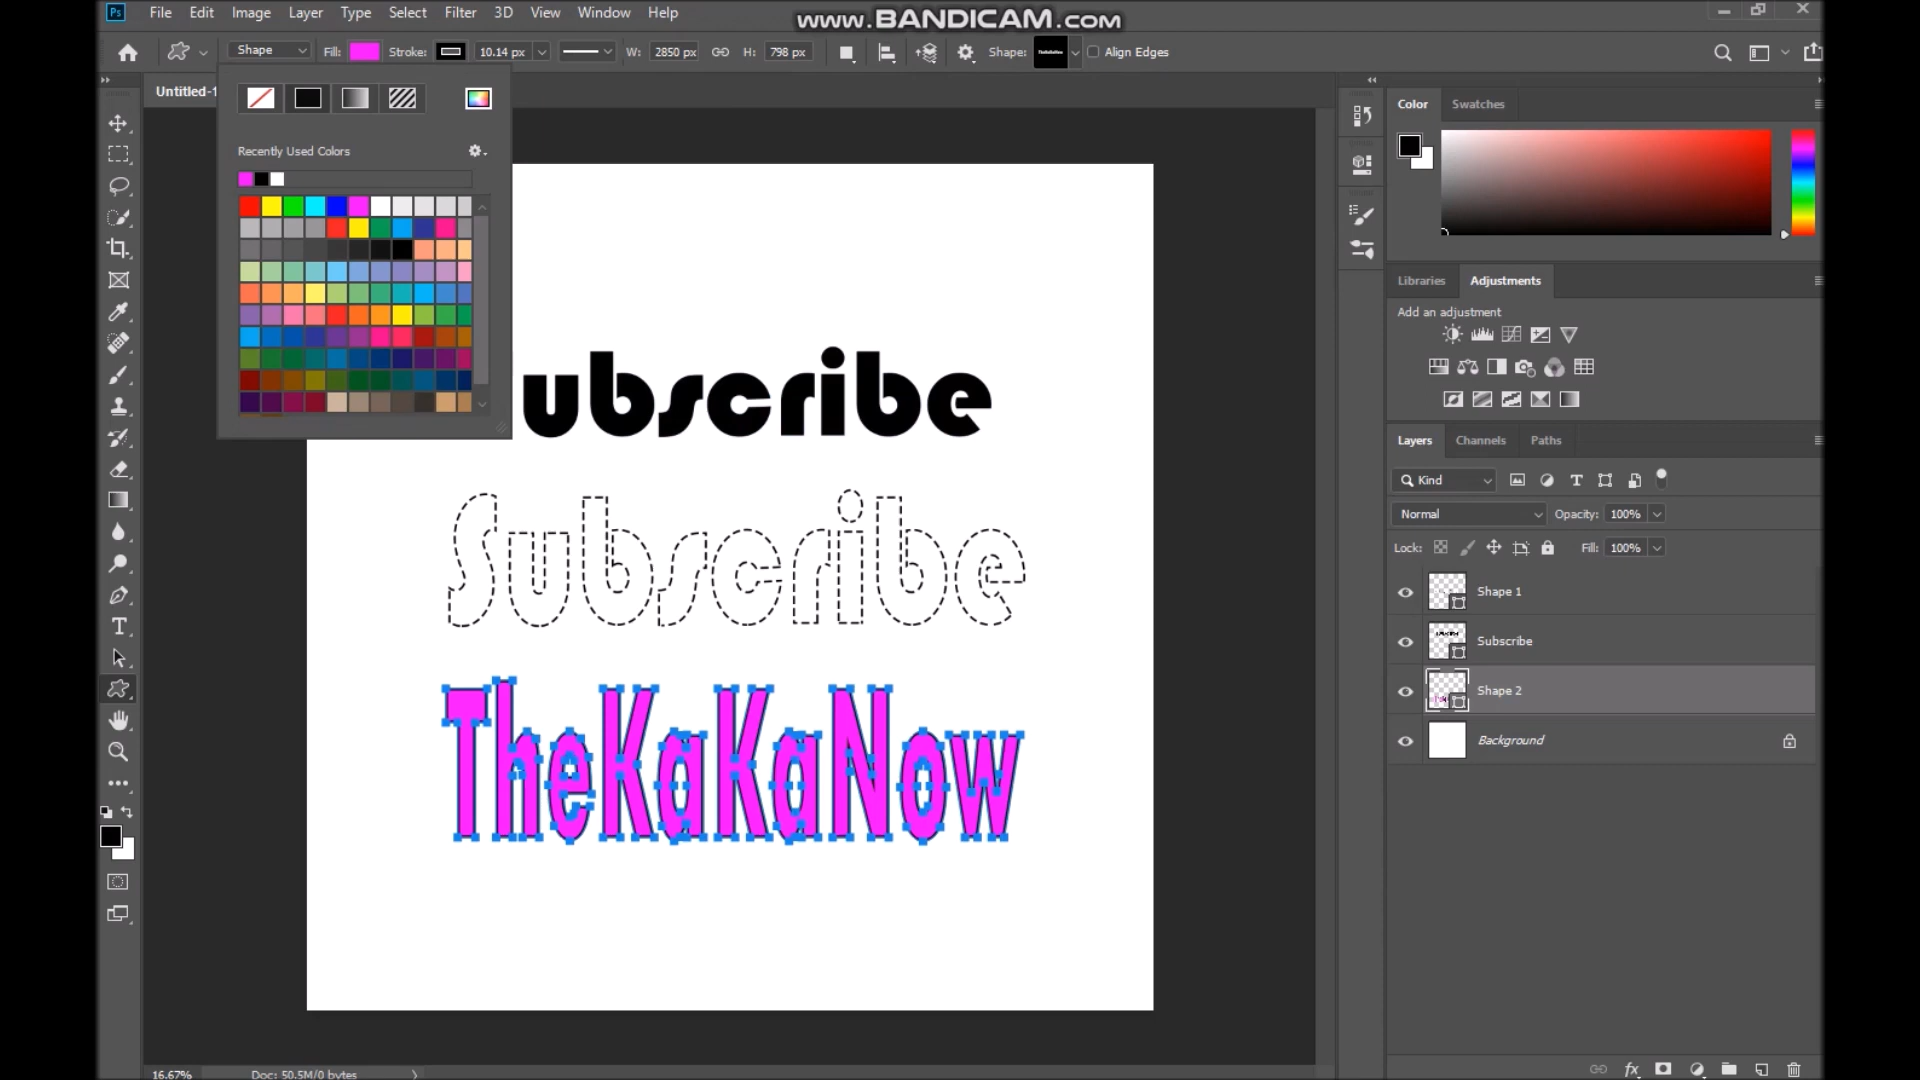 www.BANDICAM.com
Ps File Edit Image Layer Type Select Filter 3D View Window Help
Shape Fill: Stroke: 10.14 px W: 2850 px H: 798 px Shape: TheKaKaNow Align Edges
Untitled-1
Recently Used Colors
Color Swatches
Libraries Adjustments
Add an adjustment
ubscribe
Subscribe
TheKaKaNow
Layers Channels Paths
Kind
Normal Opacity: 100%
Lock: Fill: 100%
Shape 1
Subscribe
Shape 2
Background
16.67% Doc: 50.5M/0 bytes